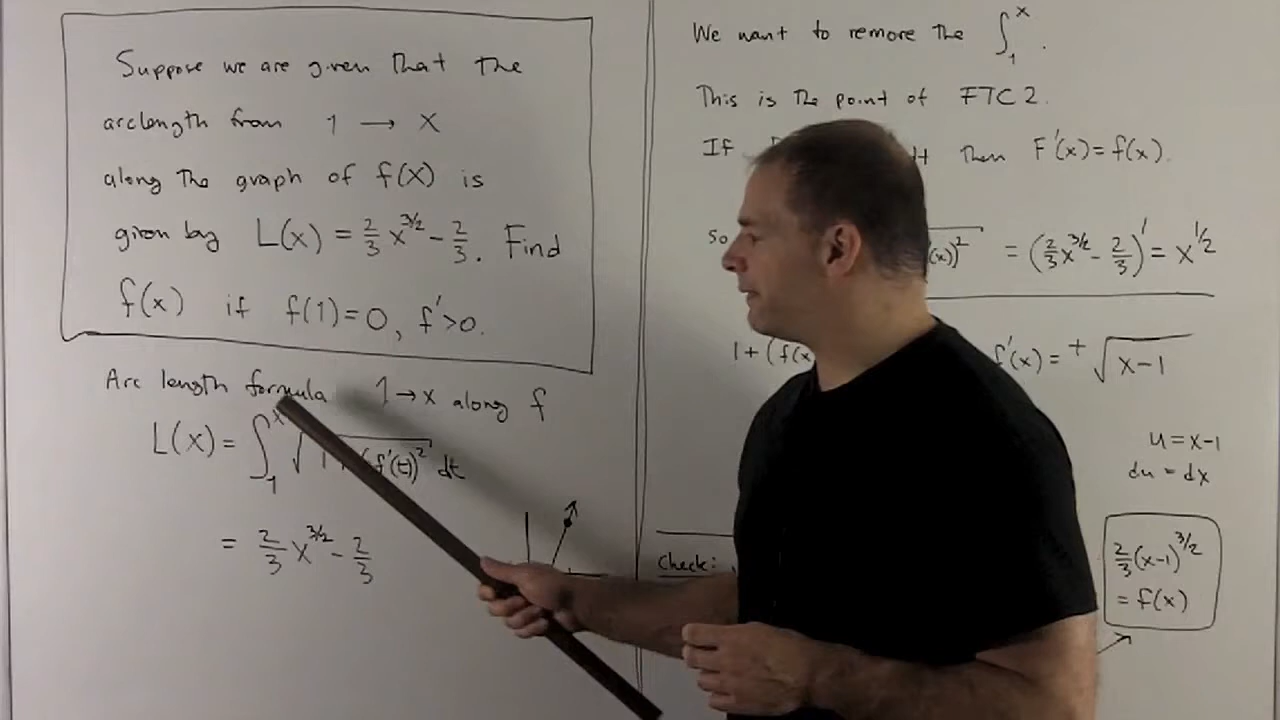 Suppose we are given that the
arclength from 1 → X
along the graph of f(x) is
given by L(x) = 2/3 x^3/2 - 2/3. Find
f(x) if f(1)=0, f'>0.
Arc length formula 1 → x along f
L(x) = ∫_1^x √ (f'(t))^2 dt
= 2/3 x^3/2 - 2/3
We want to remove the ∫_1^x.
This is the point of FTC 2.
If then F'(x) = f(x).
So (x))^2 = (2/3 x^3/2 - 2/3)' = x^1/2
1 + (f'(x) f'(x) = + √x-1
u = x-1
du = dx
Check:
2/3 (x-1)^3/2
= f(x)